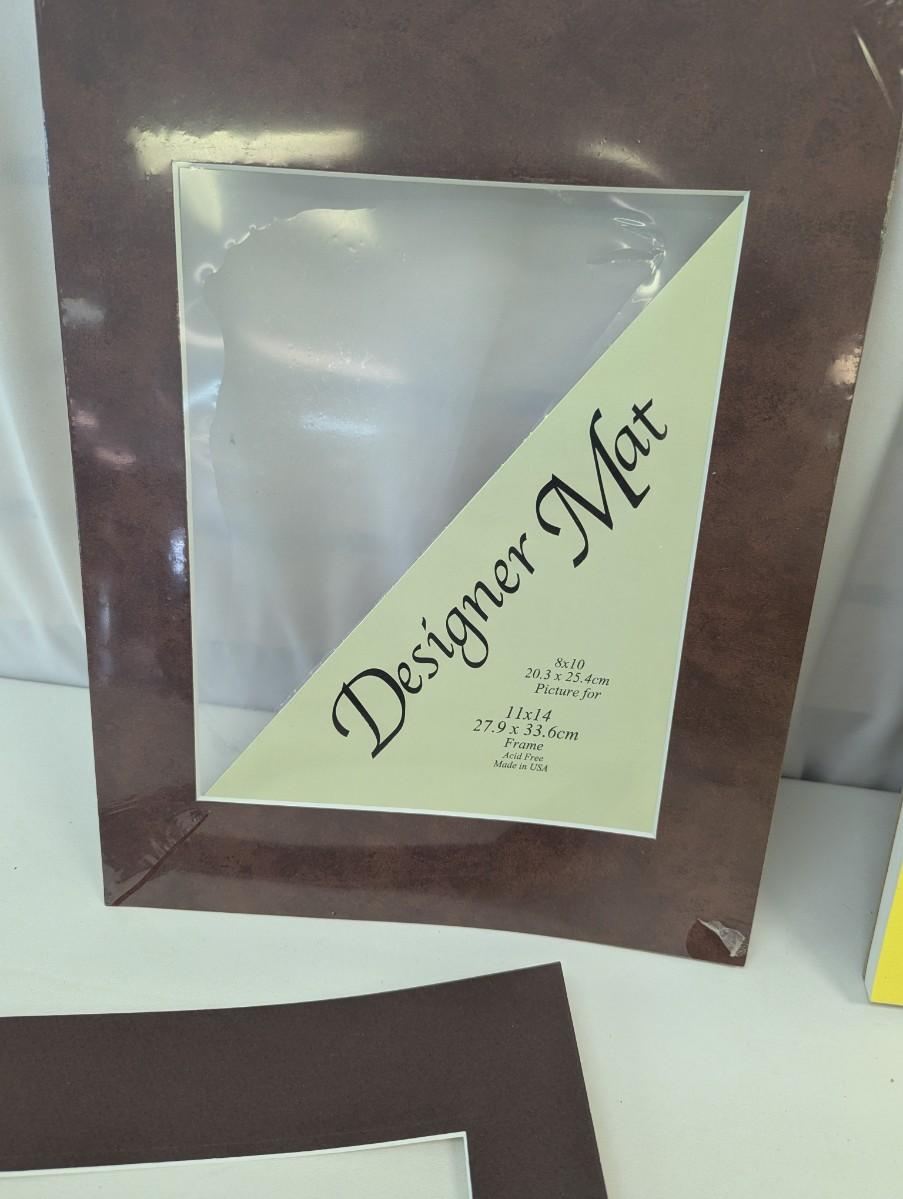 Designer Mat
8x10
20.3 x 25.4cm
Picture for
11x14
27.9 x 33.6cm
Frame
Acid Free
Made in USA